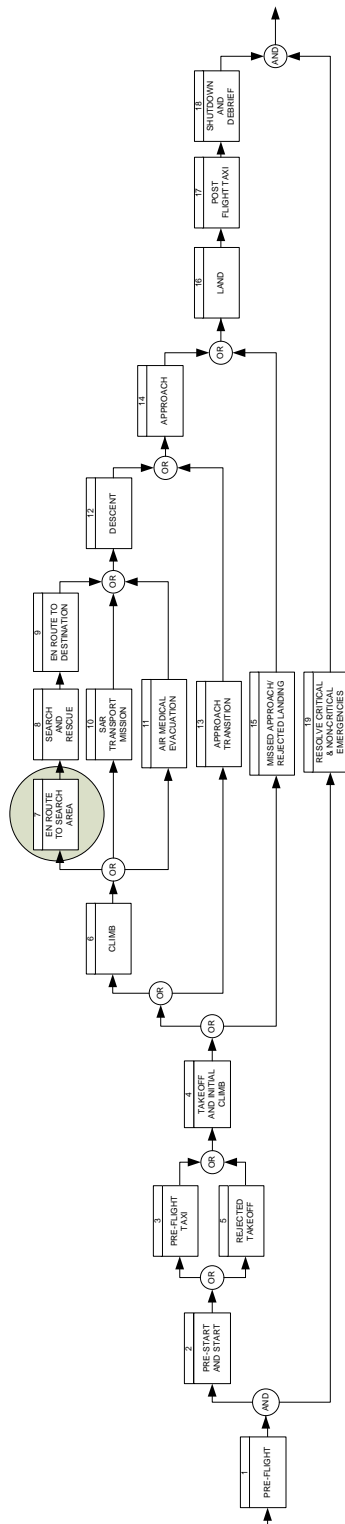 1
PRE-FLIGHT
AND
2
PRE-START
AND START
OR
3
PRE-FLIGHT
TAXI
5
REJECTED
TAKEOFF
OR
4
TAKEOFF
AND INITIAL
CLIMB
OR
OR
6
CLIMB
OR
7
EN ROUTE
TO SEARCH
AREA
8
SEARCH
AND
RESCUE
9
EN ROUTE TO
DESTINATION
10
SAR
TRANSPORT
MISSION
11
AIR MEDICAL
EVACUATION
OR
12
DESCENT
13
APPROACH
TRANSITION
OR
14
APPROACH
15
MISSED APPROACH/
REJECTED LANDING
OR
16
LAND
17
POST
FLIGHT TAXI
18
SHUTDOWN
AND
DEBRIEF
19
RESOLVE CRITICAL
& NON-CRITICAL
EMERGENCIES
AND